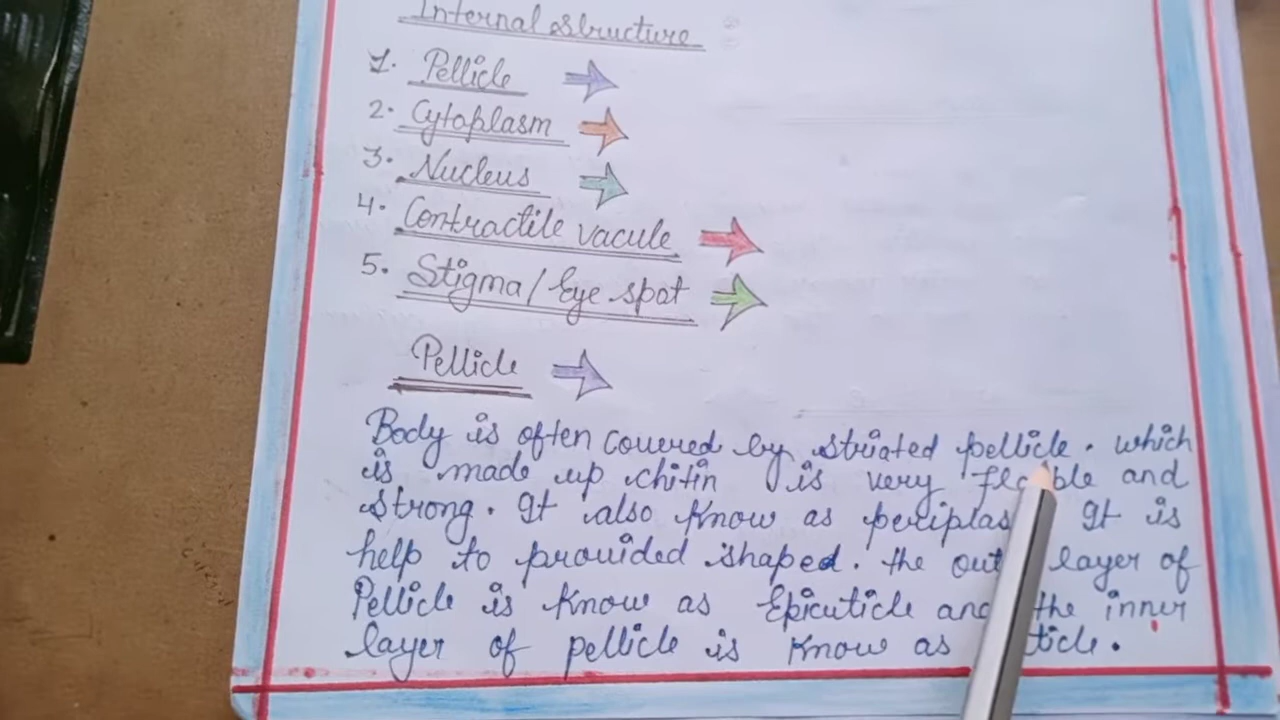 Internal structure
1. Pellicle
2. Cytoplasm
3. Nucleus
4. Contractile vacule
5. Stigma/Eye spot
Pellicle
Body is often covered by striated pellicle. which
is made up chitin is very and
strong. It also know as It is
help to provided shaped. the layer of
Pellicle is know as Epicuticle and the inner
layer of pellicle is know as